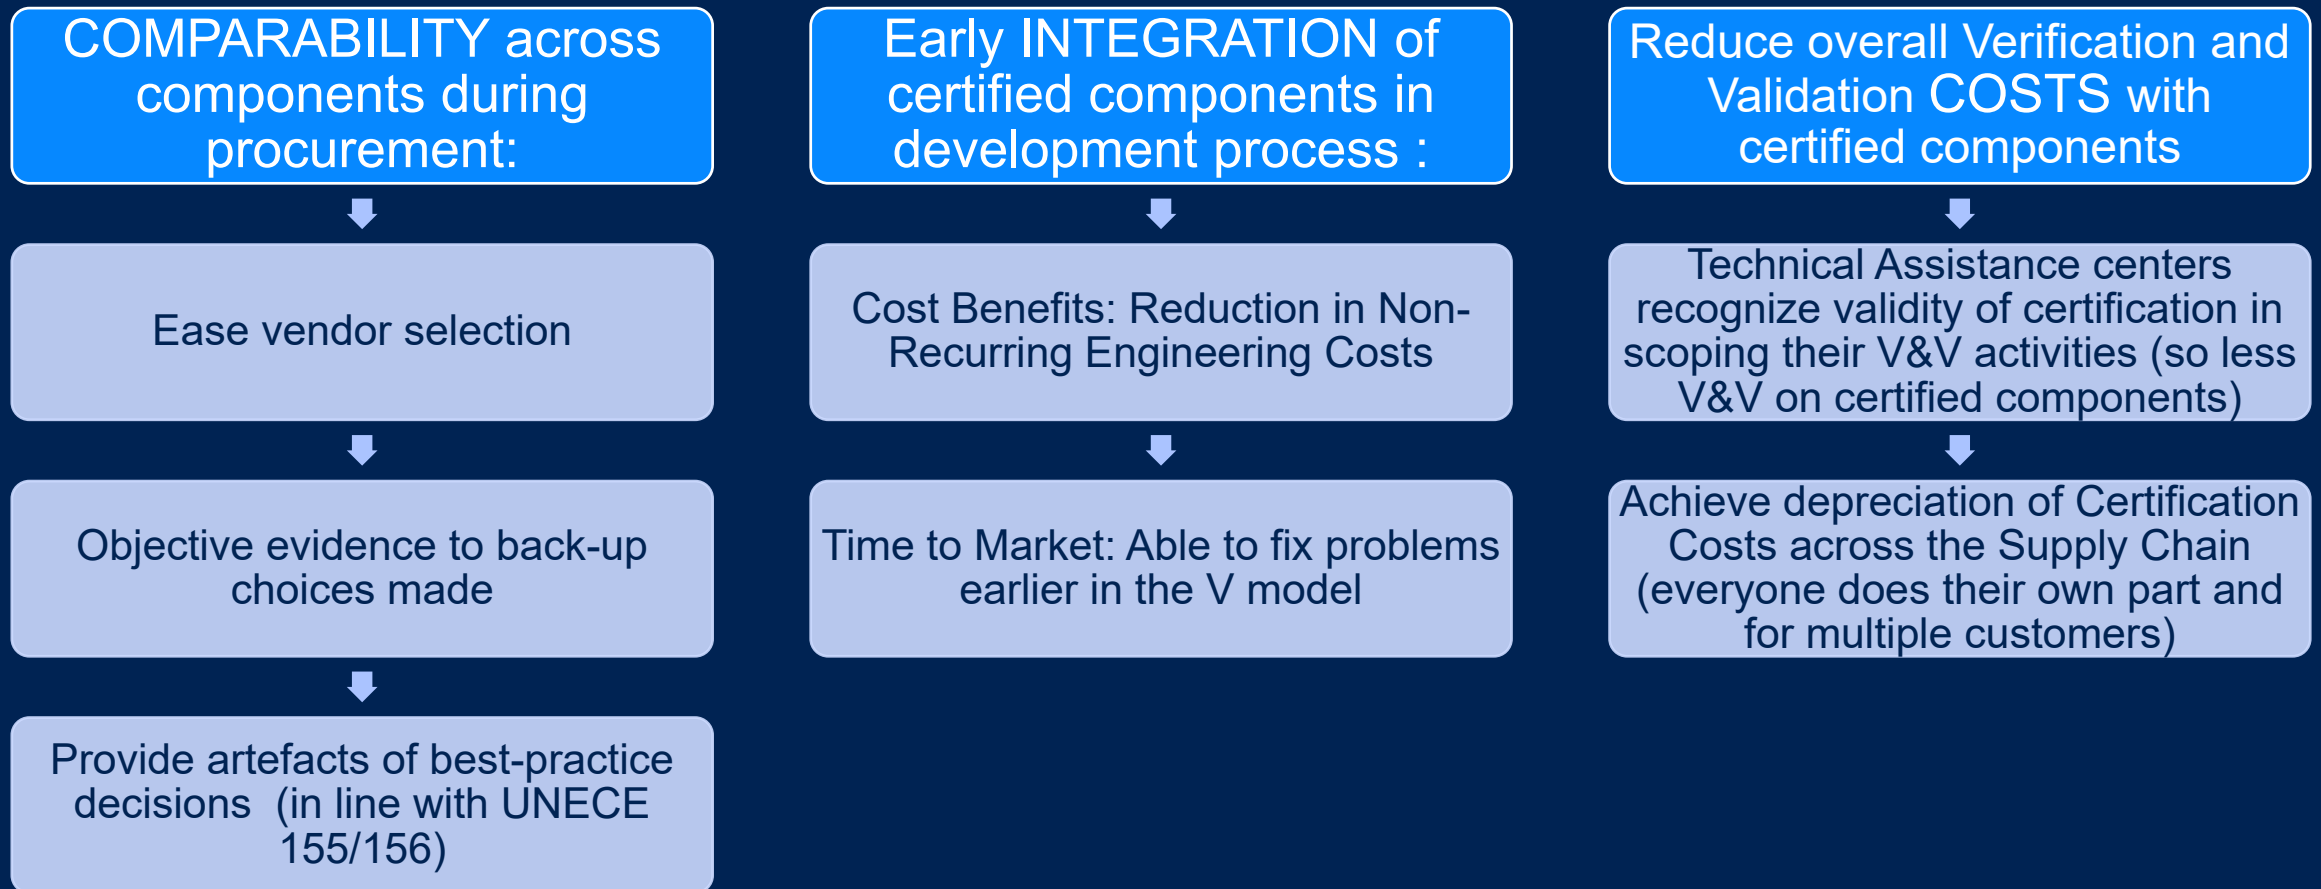 COMPARABILITY across
components during
procurement:
Ease vendor selection
Objective evidence to back-up
choices made
Provide artefacts of best-practice
decisions (in line with UNECE
155/156)
Early INTEGRATION of
certified components in
development process :
Cost Benefits: Reduction in Non-
Recurring Engineering Costs
Time to Market: Able to fix problems
earlier in the V model
Reduce overall Verification and
Validation COSTS with
certified components
Technical Assistance centers
recognize validity of certification in
scoping their V&V activities (so less
V&V on certified components)
Achieve depreciation of Certification
Costs across the Supply Chain
(everyone does their own part and
for multiple customers)